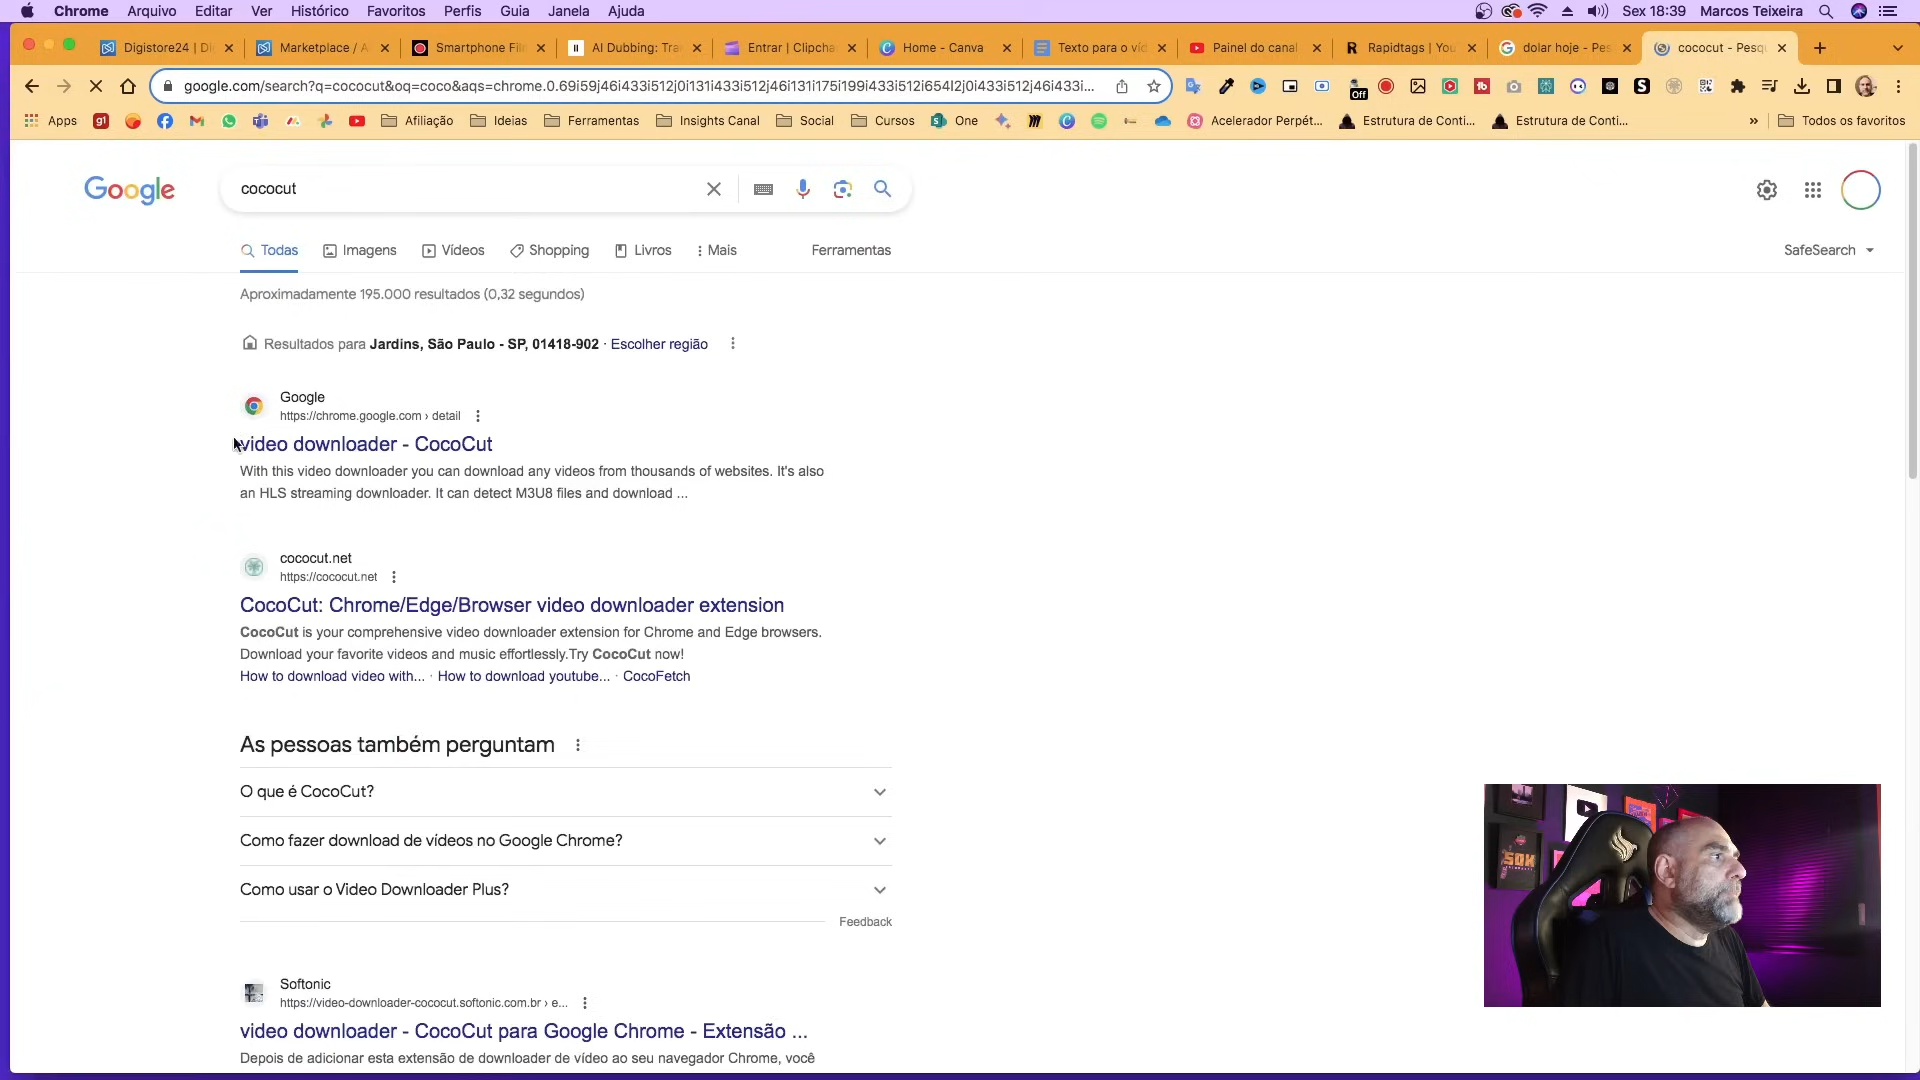 Chrome Arquivo Editar Ver Histórico Favoritos Perfis Guia Janela Ajuda Sex 18:39 Marcos Teixeira
Digistore24 | Di Marketplace / A Smartphone Fil AI Dubbing: Tra Entrar | Clipcha Home - Canva Texto para o víd Painel do canal Rapidtags | You dolar hoje - Pes cococut - Pesqu
google.com/search?q=cococut&oq=coco&aqs=chrome.0.69i59j46i433i512j0i131i433i512j46i131i175i199i433i512i654l2j0i433i512j46i433i... Off
Apps Afiliação Ideias Ferramentas Insights Canal Social Cursos One Acelerador Perpét... Estrutura de Conti... Estrutura de Conti... » Todos os favoritos
Google cococut
Todas Imagens Vídeos Shopping Livros Mais Ferramentas SafeSearch
Aproximadamente 195.000 resultados (0,32 segundos)
Resultados para Jardins, São Paulo - SP, 01418-902 · Escolher região
Google
https://chrome.google.com › detail
video downloader - CocoCut
With this video downloader you can download any videos from thousands of websites. It's also
an HLS streaming downloader. It can detect M3U8 files and download ...
cococut.net
https://cococut.net
CocoCut: Chrome/Edge/Browser video downloader extension
CocoCut is your comprehensive video downloader extension for Chrome and Edge browsers.
Download your favorite videos and music effortlessly.Try CocoCut now!
How to download video with... · How to download youtube... · CocoFetch
As pessoas também perguntam
O que é CocoCut?
Como fazer download de vídeos no Google Chrome?
Como usar o Video Downloader Plus?
Feedback
Softonic
https://video-downloader-cococut.softonic.com.br › e...
video downloader - CocoCut para Google Chrome - Extensão ...
Depois de adicionar esta extensão de downloader de vídeo ao seu navegador Chrome, você
50K